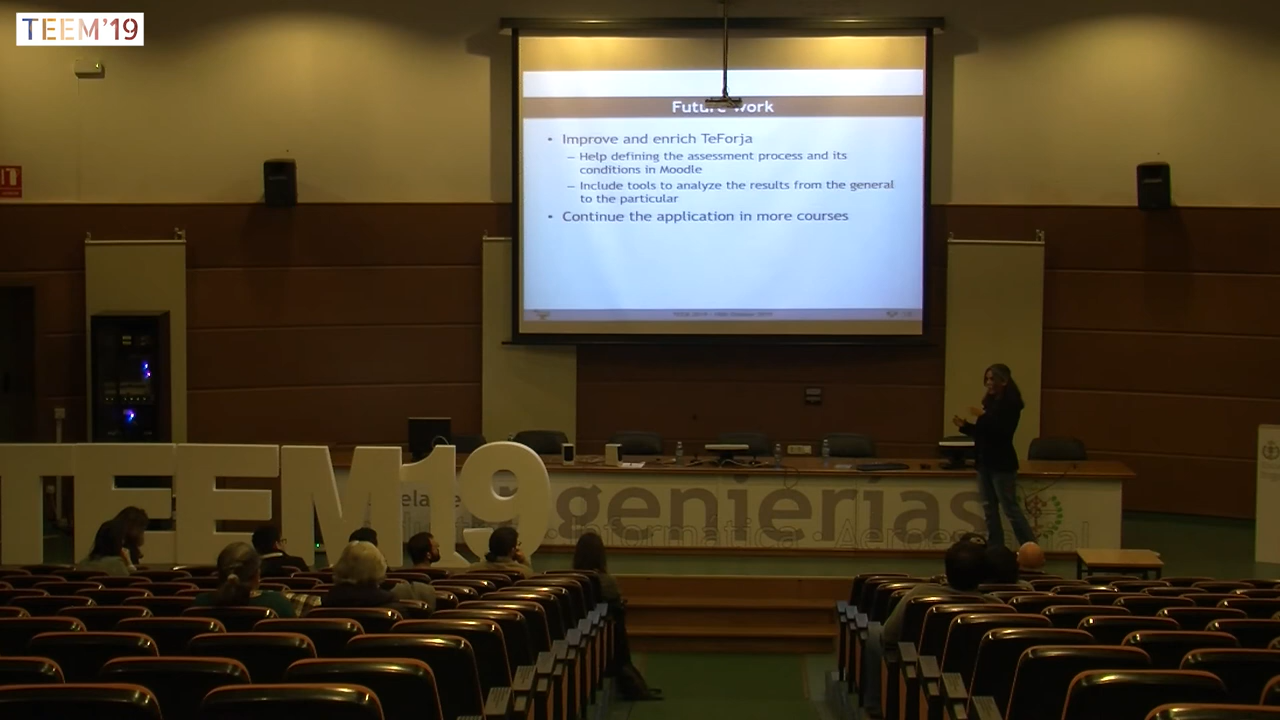 TEEM'19
Future work
• Improve and enrich TeForja
– Help defining the assessment process and its
conditions in Moodle
– Include tools to analyze the results from the general
to the particular
• Continue the application in more courses
TEEM19
genierías
Informática